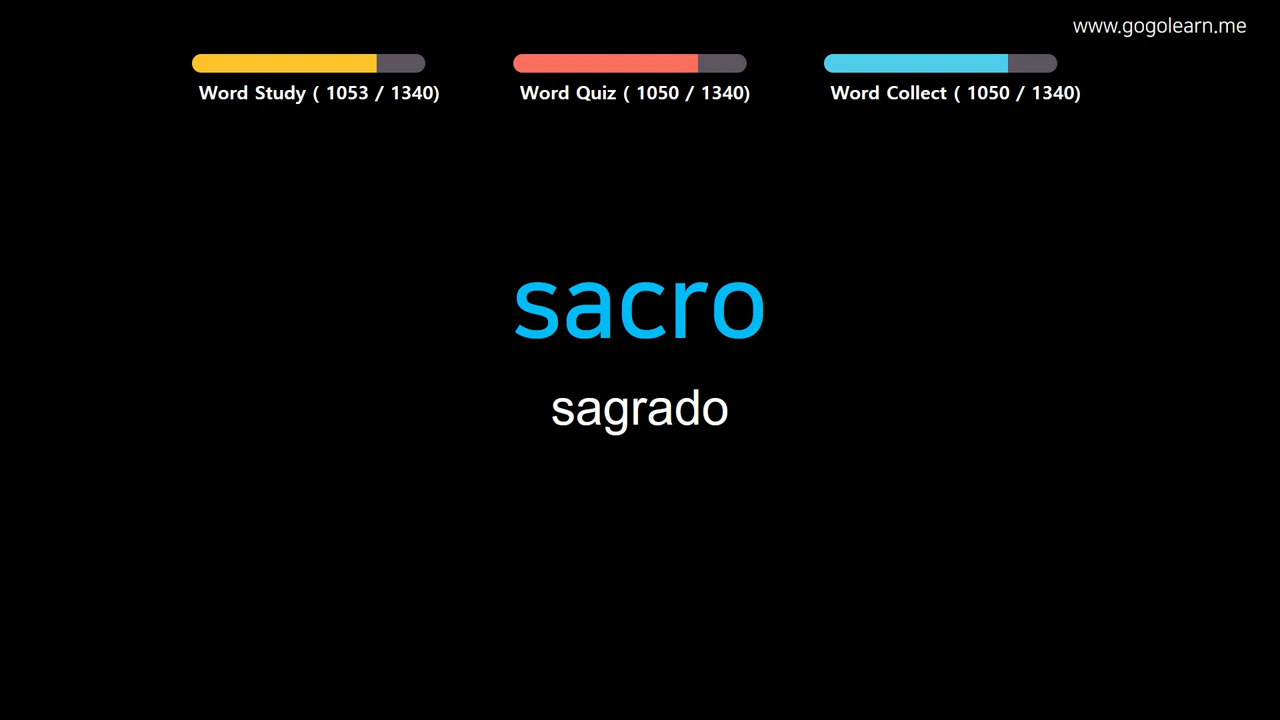 www.gogolearn.me
Word Study ( 1053 / 1340)
Word Quiz ( 1050 / 1340)
Word Collect ( 1050 / 1340)
sacro
sagrado